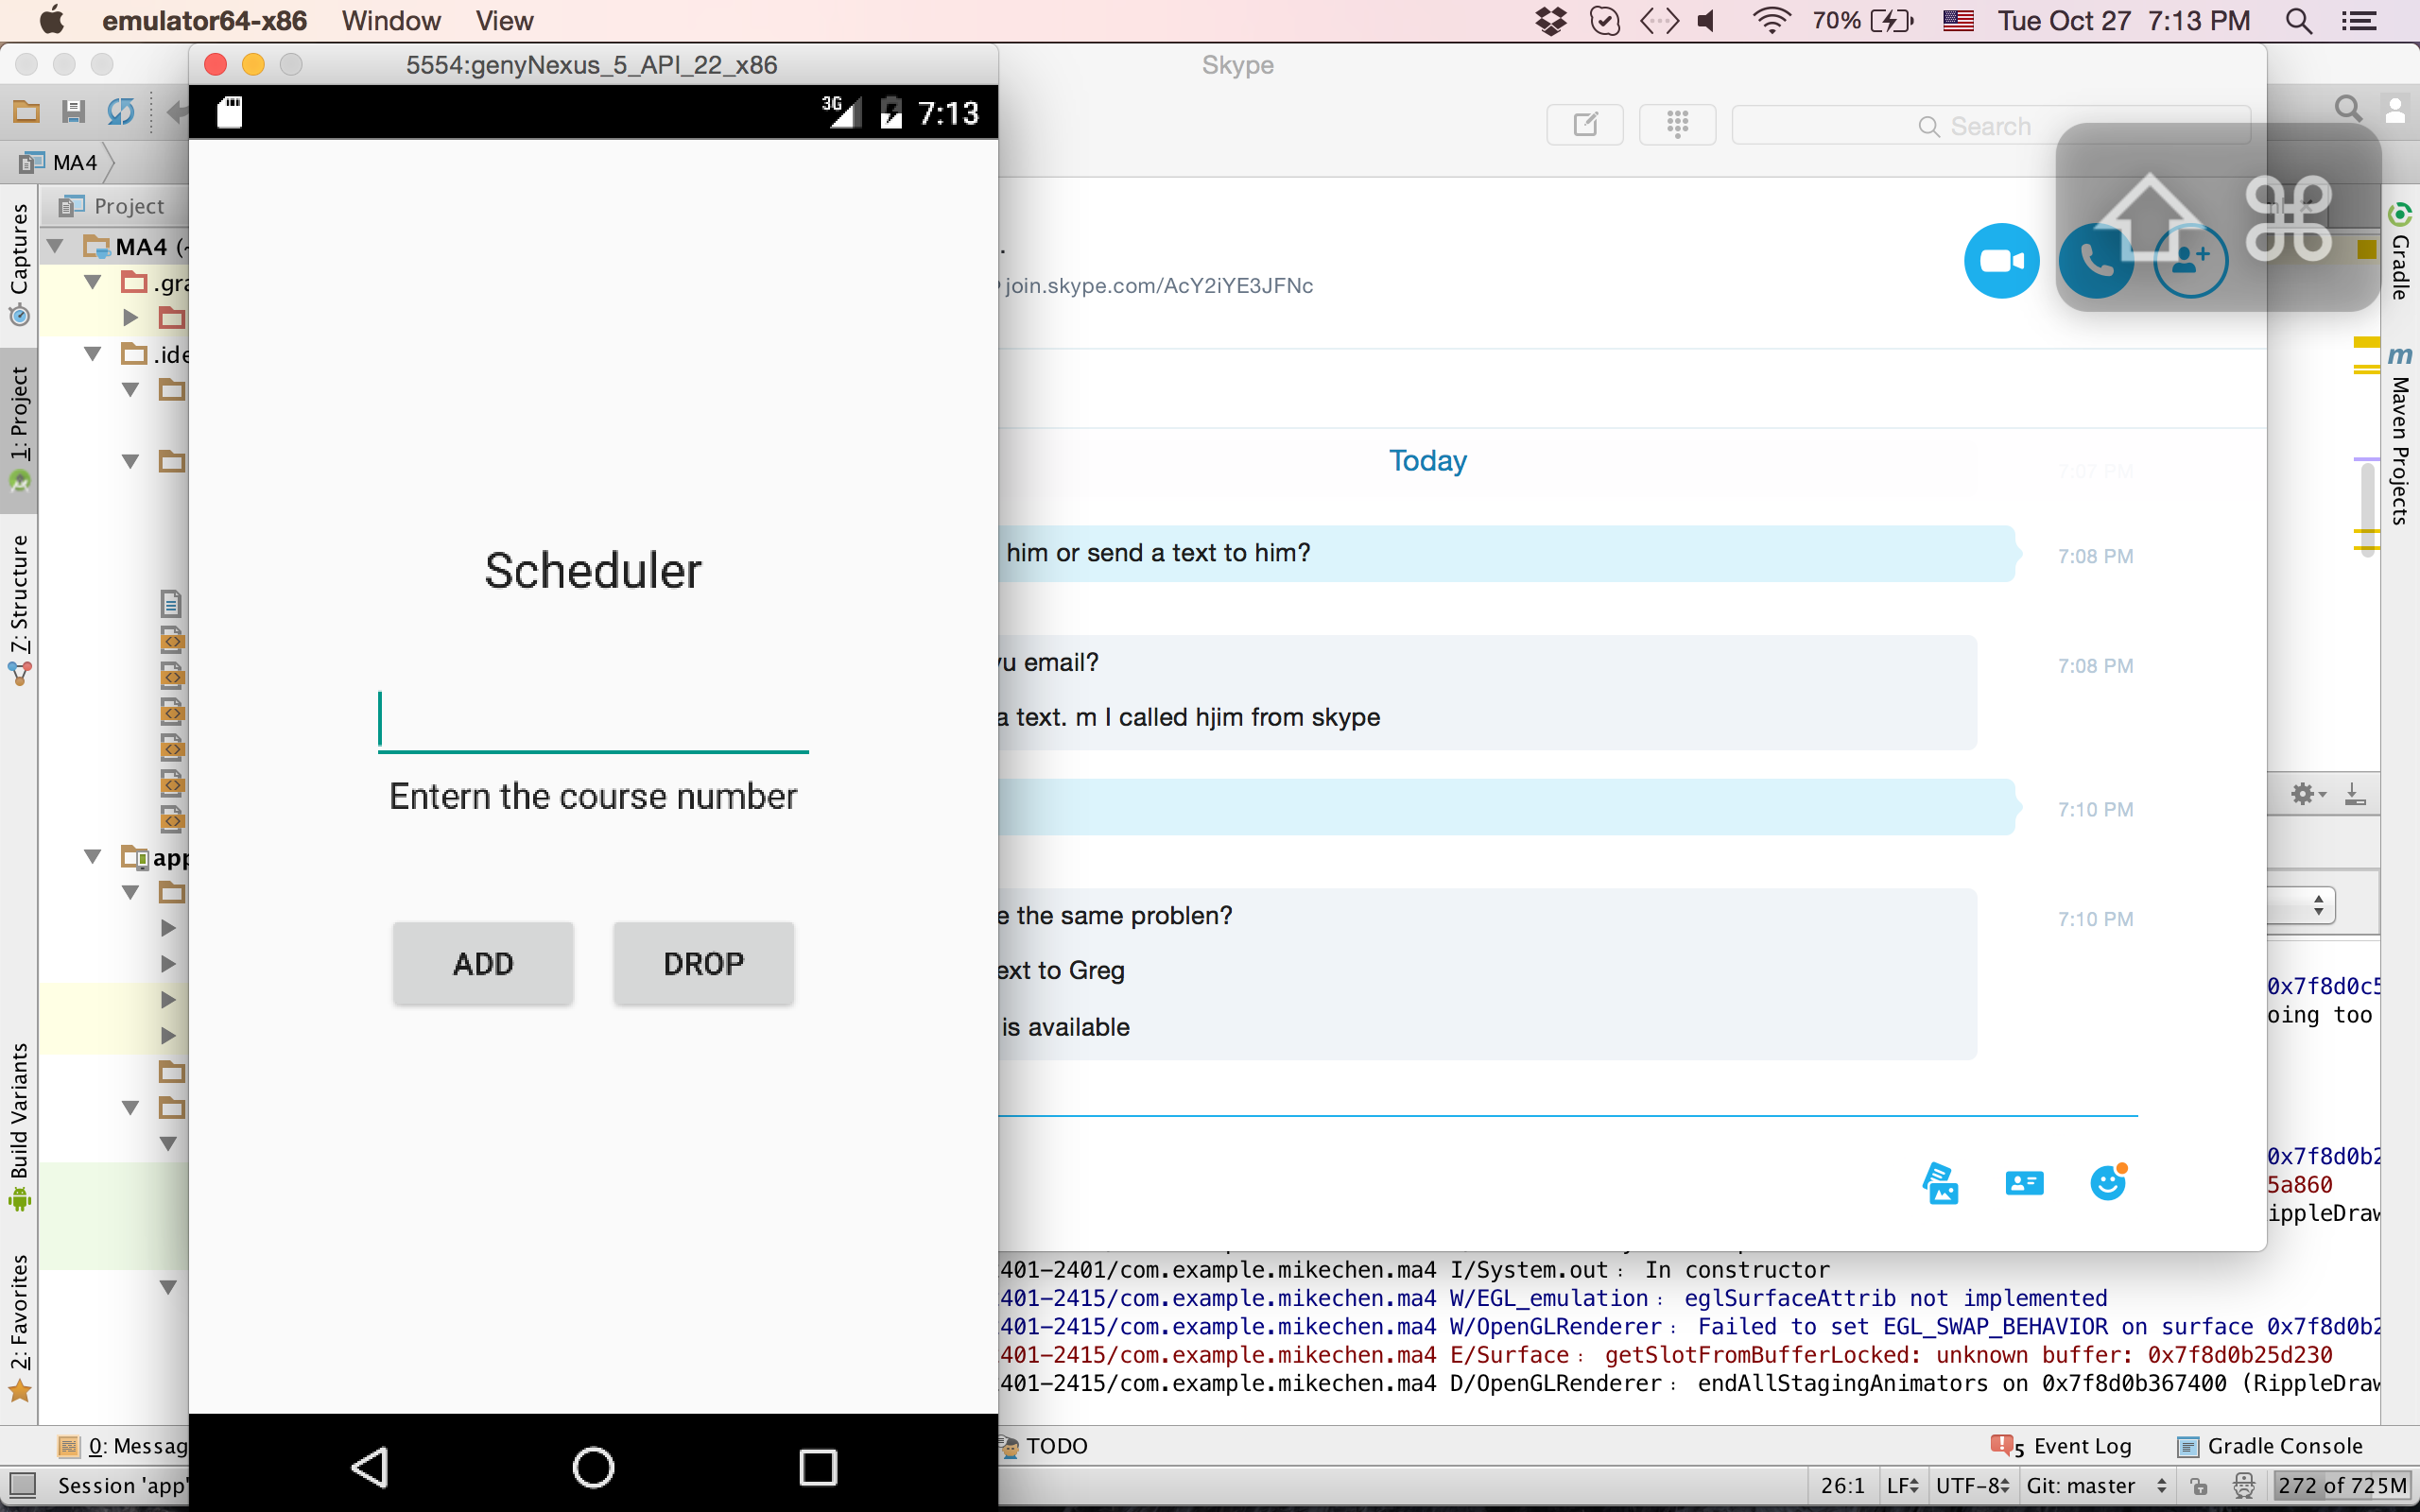 emulator64-x86 Window View
70% Tue Oct 27 7:13 PM
5554:genyNexus_5_API_22_x86
Skype
3G 7:13
Search
MA4
Project
MA4 (~
.gra
.ide
app
Captures
1: Project
7: Structure
Build Variants
2: Favorites
Scheduler
Entern the course number
ADD DROP
.
join.skype.com/AcY2iYE3JFNc
Today
7:07 PM
him or send a text to him?
7:08 PM
u email?
7:08 PM
a text. m I called hjim from skype
7:10 PM
e the same problen?
7:10 PM
ext to Greg
is available
Gradle
m Maven Projects
0x7f8d0c5
oing too
0x7f8d0b2
5a860
ippleDraw
401-2401/com.example.mikechen.ma4 I/System.out: In constructor
401-2415/com.example.mikechen.ma4 W/EGL_emulation: eglSurfaceAttrib not implemented
401-2415/com.example.mikechen.ma4 W/OpenGLRenderer: Failed to set EGL_SWAP_BEHAVIOR on surface 0x7f8d0b2
401-2415/com.example.mikechen.ma4 E/Surface: getSlotFromBufferLocked: unknown buffer: 0x7f8d0b25d230
401-2415/com.example.mikechen.ma4 D/OpenGLRenderer: endAllStagingAnimators on 0x7f8d0b367400 (RippleDraw
0: Messag
TODO
5 Event Log
Gradle Console
Session 'app'
26:1 LF UTF-8 Git: master 272 of 725M